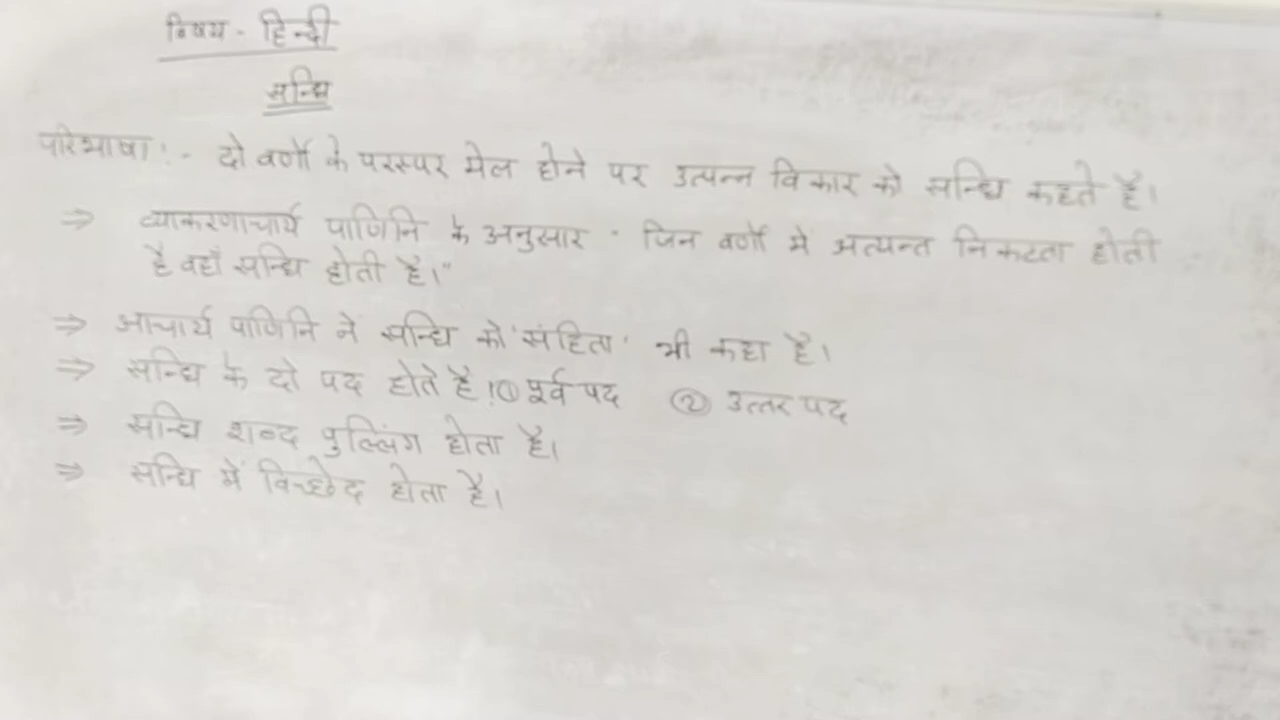 विषय - हिन्दी
सन्धि
परिभाषा :- दो वर्णों के परस्पर मेल होने पर उत्पन्न विकार को सन्धि कहते है।
⇒ व्याकरणाचार्य पाणिनि के अनुसार - जिन वर्णों मे अत्यन्त निकटता होती
है वहाँ सन्धि होती है।"
⇒ आचार्य पाणिनि ने सन्धि को 'संहिता' भी कहा है।
⇒ सन्धि के दो पद होते है। ① पूर्व पद ② उत्तर पद
⇒ सन्धि शब्द पुल्लिंग होता है।
⇒ सन्धि में विच्छेद होता है।